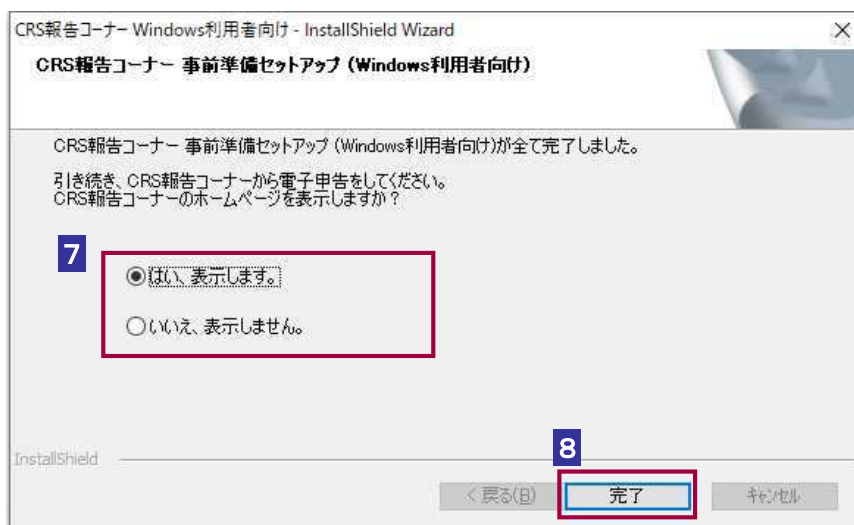 CRS報告コーナー Windows利用者向け - InstallShield Wizard
CRS報告コーナー 事前準備セットアップ (Windows利用者向け)
CRS報告コーナー 事前準備セットアップ (Windows利用者向け)が全て完了しました。
引き続き、CRS報告コーナーから電子申告をしてください。
CRS報告コーナーのホームページを表示しますか？
7
はい、表示します。
いいえ、表示しません。
InstallShield
8
< 戻る(B)
完了
キャンセル